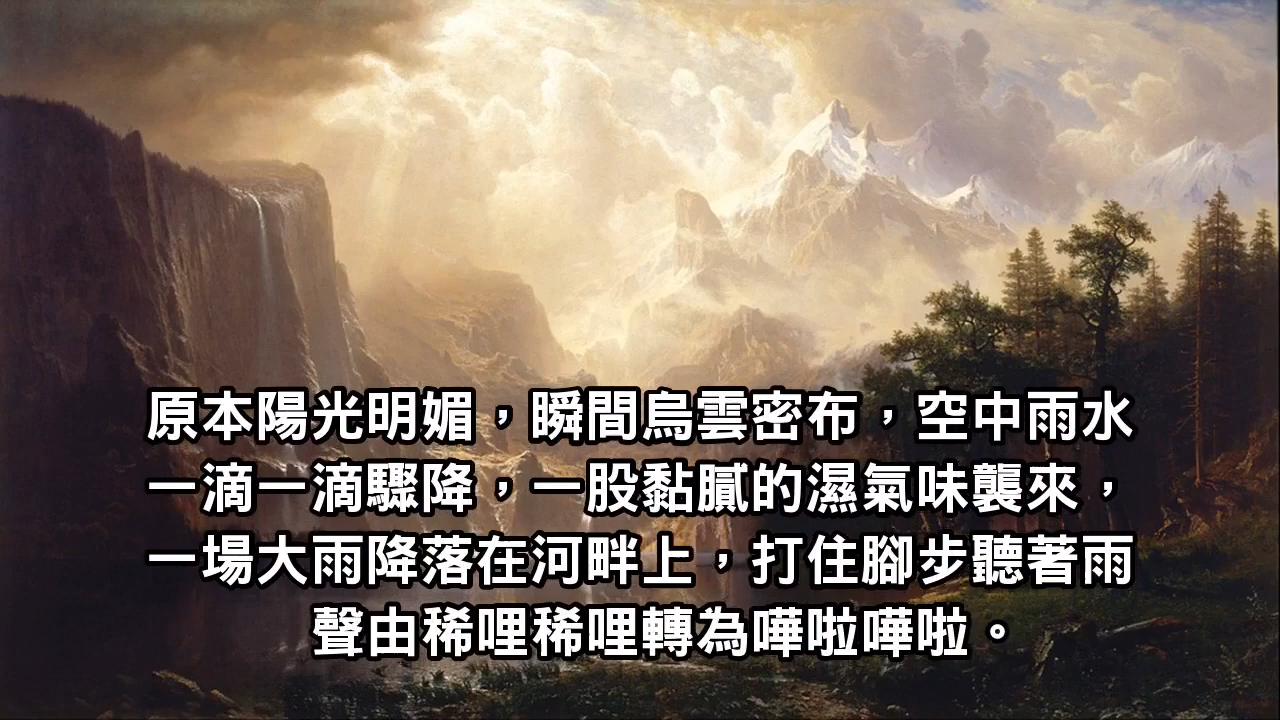 原本陽光明媚，瞬間烏雲密布，空中雨水
一滴一滴驟降，一股黏膩的濕氣味襲來，
一場大雨降落在河畔上，打住腳步聽著雨
聲由稀哩稀哩轉為嘩啦嘩啦。